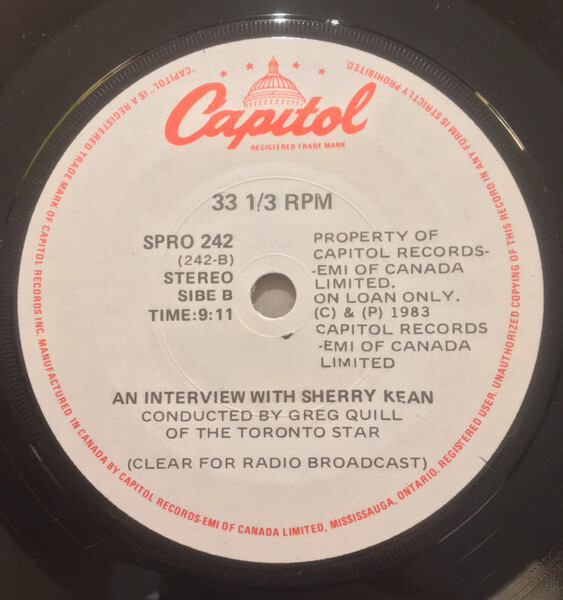 Capitol
REGISTERED TRADE MARK
33 1/3 RPM
SPRO 242
(242-B)
STEREO
SIBE B
TIME:9:11
PROPERTY OF
CAPITOL RECORDS-
-EMI OF CANADA
LIMITED.
ON LOAN ONLY.
(C) & (P) 1983
CAPITOL RECORDS
-EMI OF CANADA
LIMITED
AN INTERVIEW WITH SHERRY KEAN
CONDUCTED BY GREG QUILL
OF THE TORONTO STAR
(CLEAR FOR RADIO BROADCAST)
"CAPITOL" IS A REGISTERED TRADE MARK OF CAPITOL RECORDS INC. MANUFACTURED IN CANADA BY CAPITOL RECORDS-EMI OF CANADA LIMITED, MISSISSAUGA, ONTARIO. REGISTERED USER. UNAUTHORIZED COPYING OF THIS RECORD IN ANY FORM IS STRICTLY PROHIBITED.